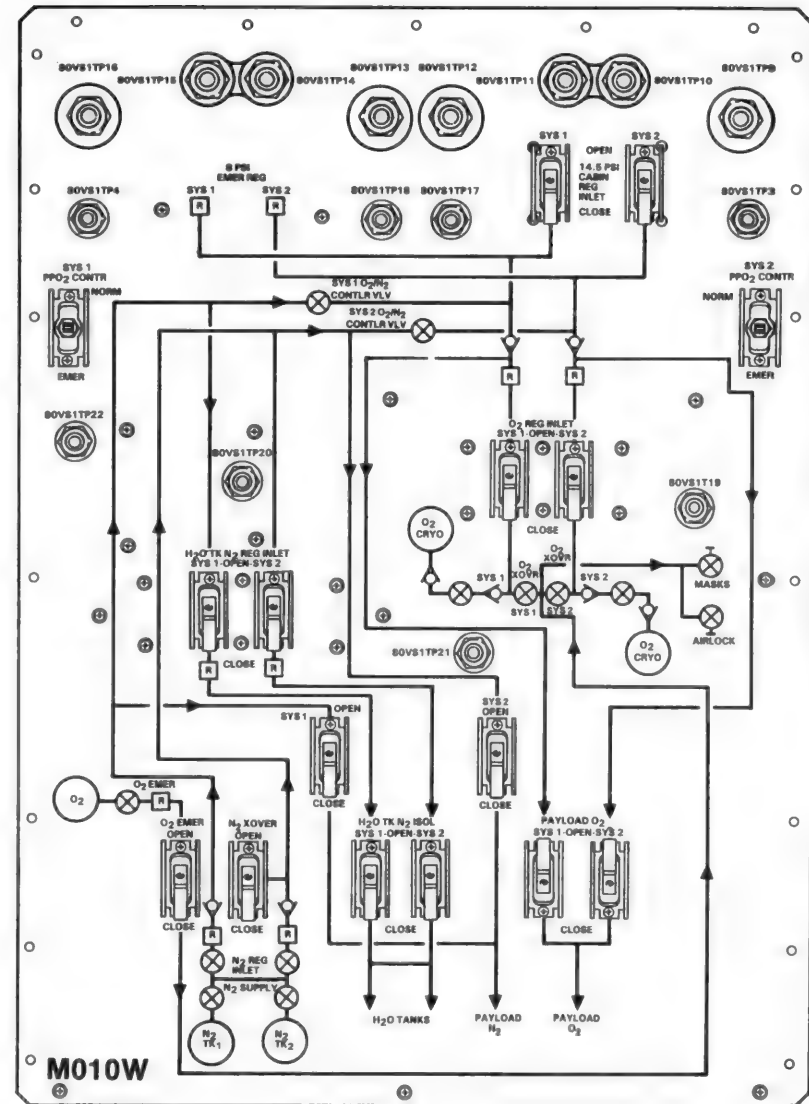 80VS1TP16
80VS1TP15
80VS1TP14
80VS1TP13
80VS1TP12
80VS1TP11
80VS1TP10
80VS1TP9
SYS 1
SYS 2
OPEN
14.5 PSI
CABIN
REG
INLET
CLOSE
8 PSI
EMER REG
SYS 1
SYS 2
R
R
80VS1TP4
80VS1TP18
80VS1TP17
80VS1TP3
SYS 1
PPO2 CONTR
NORM
EMER
SYS 2
PPO2 CONTR
NORM
EMER
SYS 1 O2/N2
CONTLR VLV
SYS 2 O2/N2
CONTLR VLV
R
R
80VS1TP22
80VS1TP20
O2 REG INLET
SYS 1-OPEN-SYS 2
CLOSE
80VS1T19
O2
CRYO
H2O TK N2 REG INLET
SYS 1-OPEN-SYS 2
CLOSE
R
R
SYS 1
O2
XOVR
SYS 1
O2
XOVR
SYS 2
SYS 2
MASKS
AIRLOCK
O2
CRYO
80VS1TP21
SYS 1
OPEN
CLOSE
SYS 2
OPEN
CLOSE
O2
O2 EMER
R
O2 EMER
OPEN
CLOSE
N2 XOVER
OPEN
CLOSE
H2O TK N2 ISOL
SYS 1-OPEN-SYS 2
CLOSE
PAYLOAD O2
SYS 1-OPEN-SYS 2
CLOSE
R
R
N2 REG
INLET
N2 SUPPLY
N2
TK1
N2
TK2
H2O TANKS
PAYLOAD
N2
PAYLOAD
O2
M010W